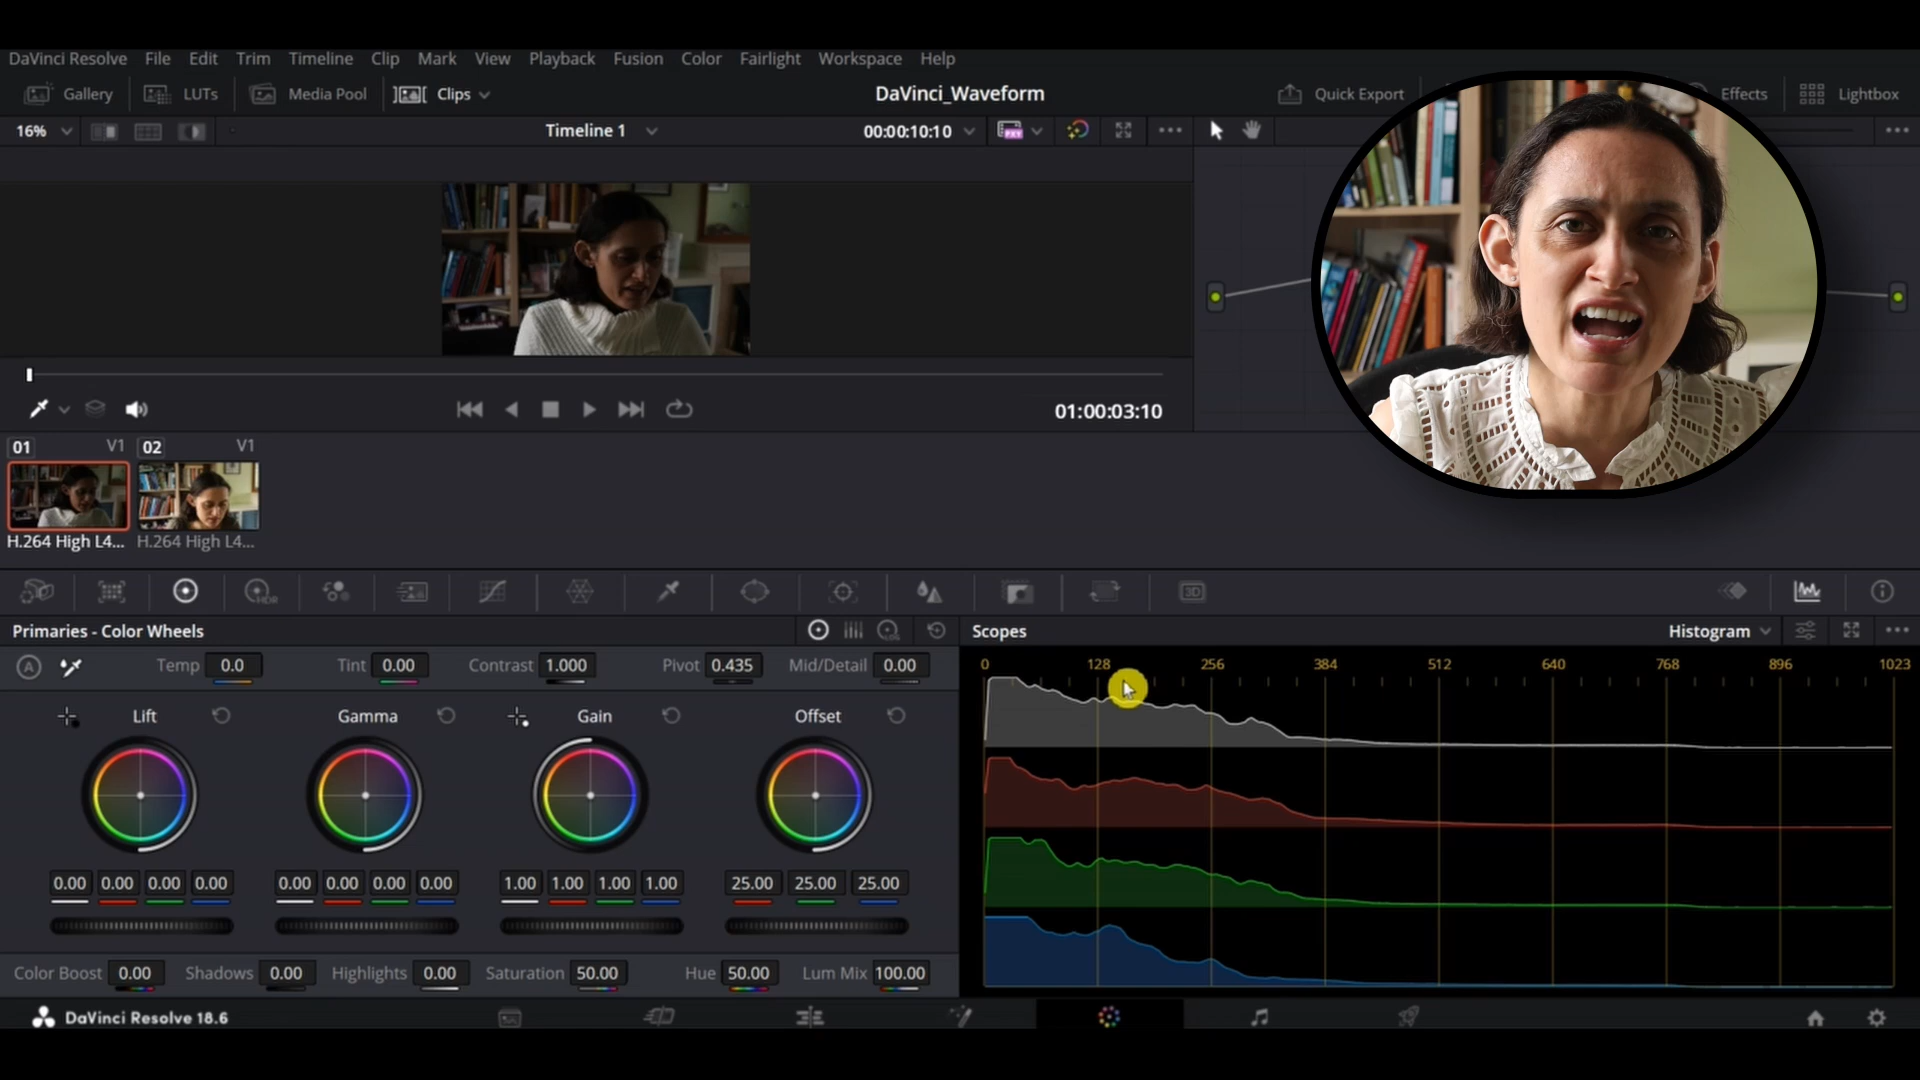 DaVinci Resolve File Edit Trim Timeline Clip Mark View Playback Fusion Color Fairlight Workspace Help
Gallery LUTs Media Pool Clips DaVinci_Waveform Quick Export Effects Lightbox
16% Timeline 1 00:00:10:10
01:00:03:10
01 V1 02 V1
H.264 High L4... H.264 High L4...
HDR 3D
Primaries - Color Wheels Scopes Histogram
A Temp 0.0 Tint 0.00 Contrast 1.000 Pivot 0.435 Mid/Detail 0.00
0 128 256 384 512 640 768 896 1023
Lift Gamma Gain Offset
0.00 0.00 0.00 0.00 0.00 0.00 0.00 0.00 1.00 1.00 1.00 1.00 25.00 25.00 25.00
Color Boost 0.00 Shadows 0.00 Highlights 0.00 Saturation 50.00 Hue 50.00 Lum Mix 100.00
DaVinci Resolve 18.6